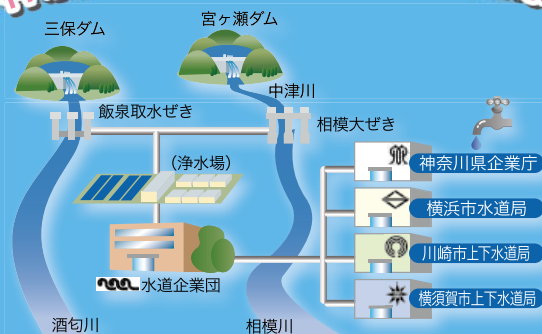 三保ダム
宮ヶ瀬ダム
中津川
飯泉取水ぜき
相模大ぜき
（浄水場）
神奈川県企業庁
横浜市水道局
川崎市上下水道局
水道企業団
横須賀市上下水道局
酒匂川
相模川